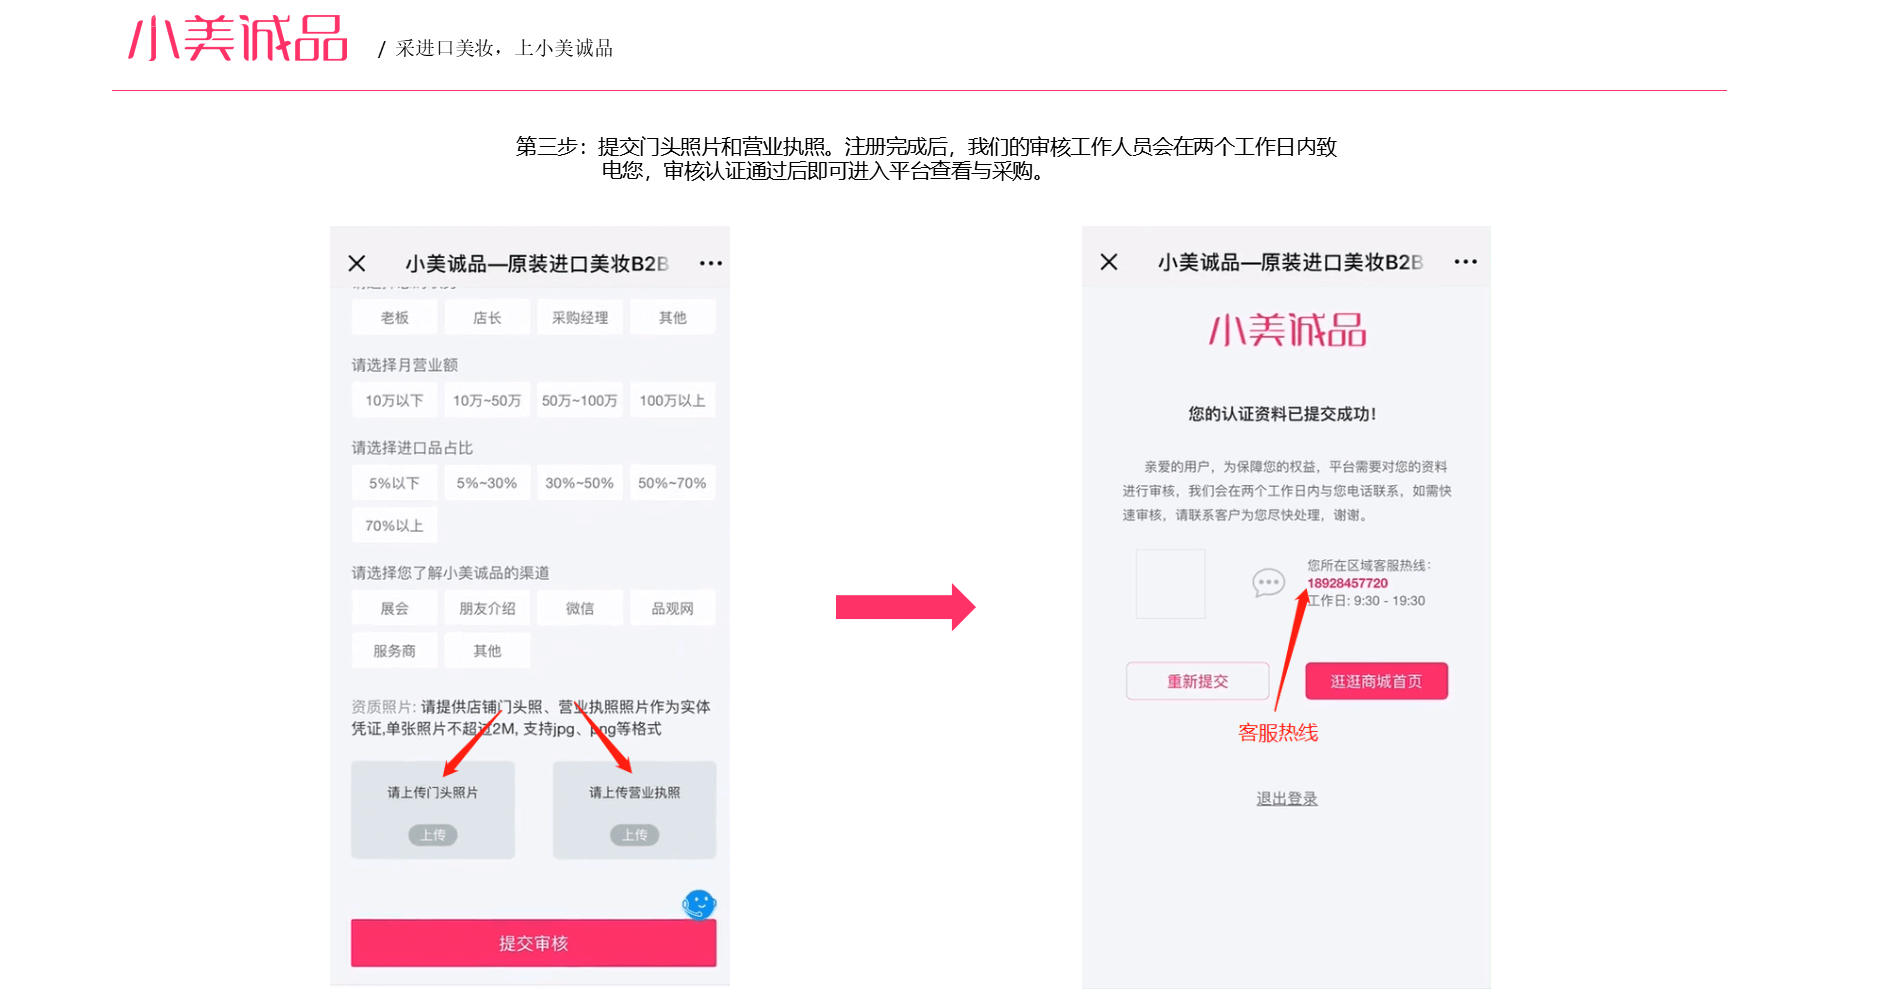 小美诚品 / 采进口美妆，上小美诚品
第三步：提交门头照片和营业执照。注册完成后，我们的审核工作人员会在两个工作日内致
电您，审核认证通过后即可进入平台查看与采购。
小美诚品—原装进口美妆B2B
老板 店长 采购经理 其他
请选择月营业额
10万以下 10万~50万 50万~100万 100万以上
请选择进口品占比
5%以下 5%~30% 30%~50% 50%~70%
70%以上
请选择您了解小美诚品的渠道
展会 朋友介绍 微信 品观网
服务商 其他
资质照片: 请提供店铺门头照、营业执照照片作为实体
凭证,单张照片不超过2M, 支持jpg、png等格式
请上传门头照片 请上传营业执照
上传 上传
提交审核
小美诚品—原装进口美妆B2B
小美诚品
您的认证资料已提交成功！
亲爱的用户，为保障您的权益，平台需要对您的资料
进行审核，我们会在两个工作日内与您电话联系，如需快
速审核，请联系客户为您尽快处理，谢谢。
您所在区域客服热线：
18928457720
工作日: 9:30 - 19:30
重新提交 逛逛商城首页
客服热线
退出登录